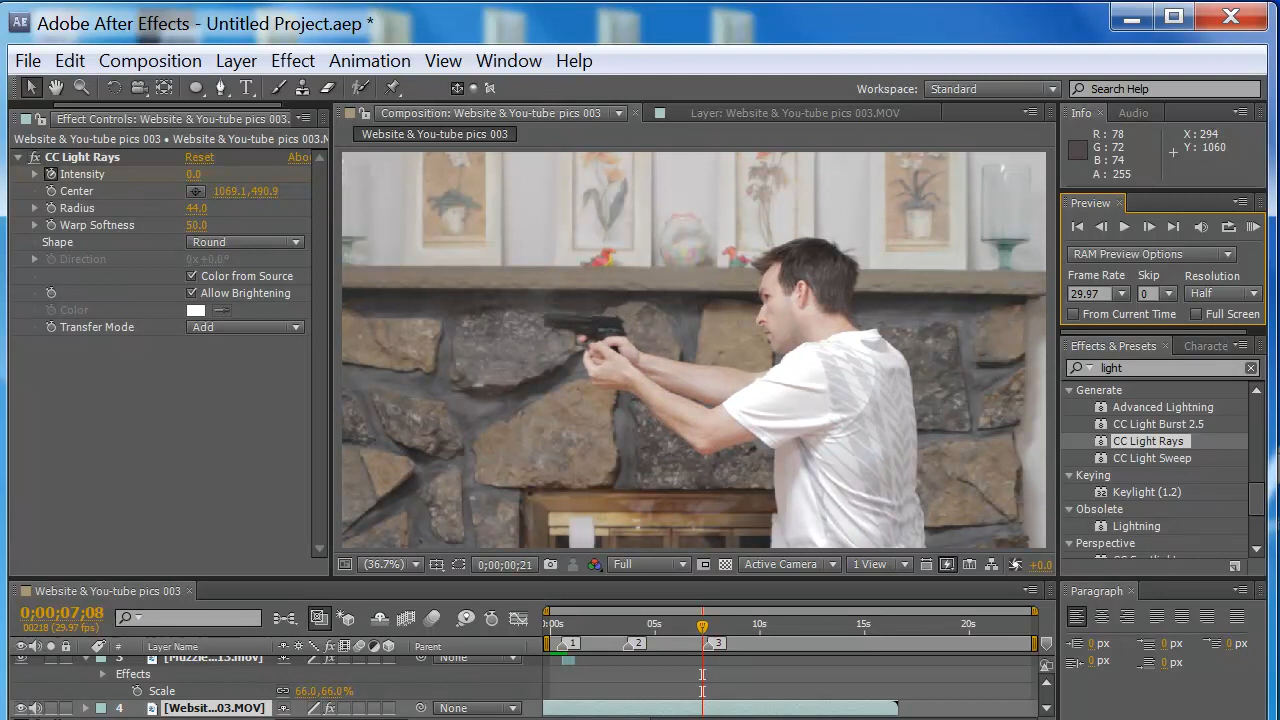 Adobe After Effects - Untitled Project.aep *
File Edit Composition Layer Effect Animation View Window Help
Workspace: Standard Search Help
Effect Controls: Website & You-tube pics 003.
Website & You-tube pics 003 • Website & You-tube pics 003.M
fx CC Light Rays Reset Abo
Intensity 0.0
Center 1069.1,490.9
Radius 44.0
Warp Softness 50.0
Shape Round
Direction 0x+0.0°
Color from Source
Allow Brightening
Color
Transfer Mode Add
Composition: Website & You-tube pics 003
Layer: Website & You-tube pics 003.MOV
Website & You-tube pics 003
(36.7%) 0;00;00;21 Full Active Camera 1 View +0.0
Info Audio
R: 78 X: 294
G: 72 Y: 1060
B: 74
A: 255
Preview
RAM Preview Options
Frame Rate Skip Resolution
29.97 0 Half
From Current Time Full Screen
Effects & Presets Characte
light
Generate
Advanced Lightning
CC Light Burst 2.5
CC Light Rays
CC Light Sweep
Keying
Keylight (1.2)
Obsolete
Lightning
Perspective
Website & You-tube pics 003
0;00;07;08
00218 (29.97 fps)
0:00s 05s 10s 15s 20s
1 2 3
# Layer Name Parent
3 [Muzzle...13.mov] None
Effects
Scale 66.0,66.0%
4 [Websit...03.MOV] None
Paragraph
0 px 0 px 0 px
0 px 0 px